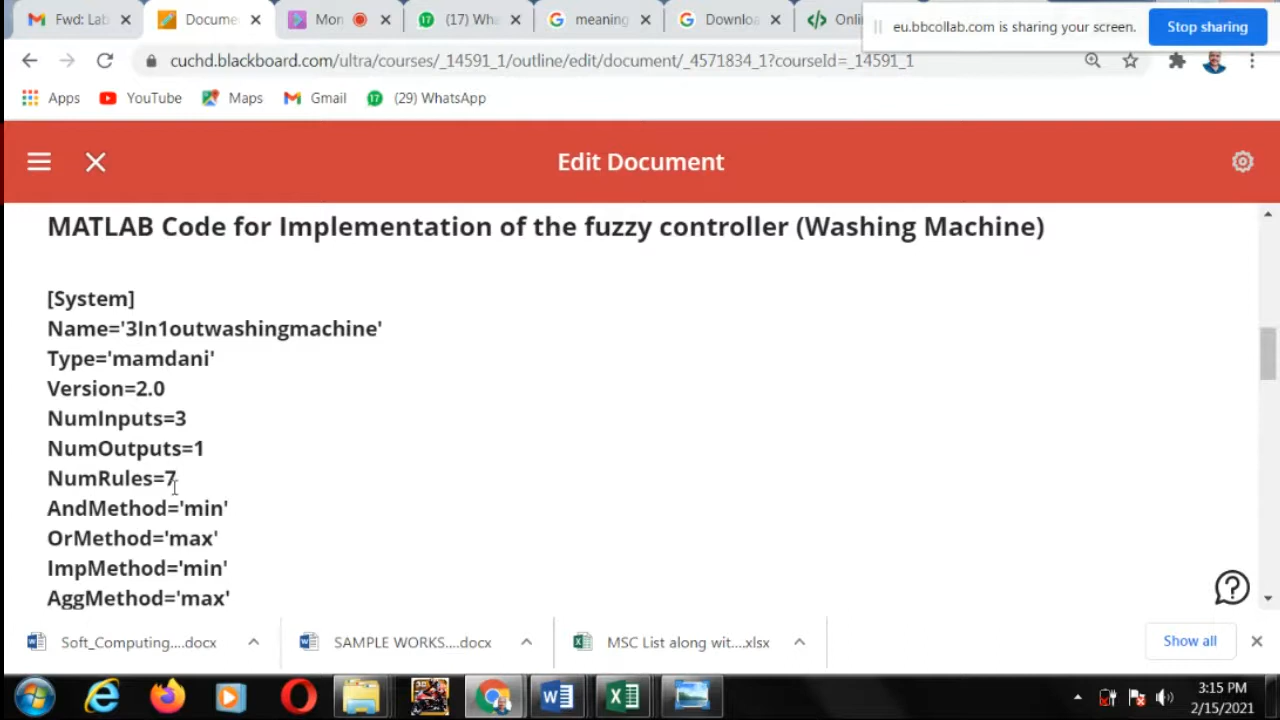 Fwd: Lab
Docume
Mon
(17) Wha
meaning
Downloa
Onli
eu.bbcollab.com is sharing your screen.
Stop sharing
cuchd.blackboard.com/ultra/courses/_14591_1/outline/edit/document/_4571834_1?courseId=_14591_1
Apps
YouTube
Maps
Gmail
(29) WhatsApp
Edit Document
MATLAB Code for Implementation of the fuzzy controller (Washing Machine)
[System]
Name='3In1outwashingmachine'
Type='mamdani'
Version=2.0
NumInputs=3
NumOutputs=1
NumRules=7
AndMethod='min'
OrMethod='max'
ImpMethod='min'
AggMethod='max'
Soft_Computing....docx
SAMPLE WORKS....docx
MSC List along wit....xlsx
Show all
3:15 PM
2/15/2021